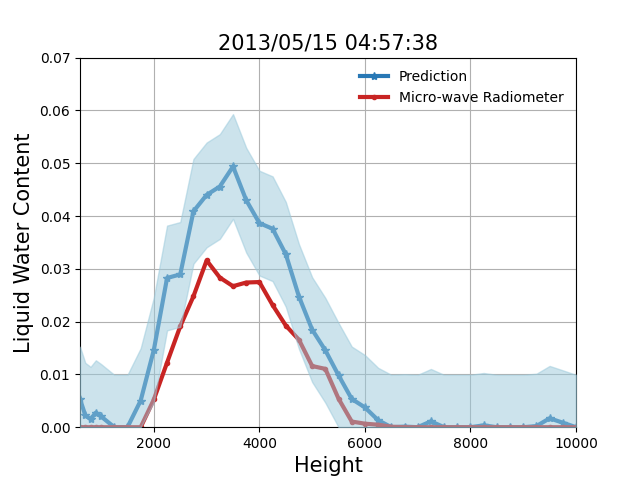 2013/05/15 04:57:38
0.07
0.06
0.05
0.04
0.03
0.02
0.01
0.00
Liquid Water Content
Prediction
Micro-wave Radiometer
2000 4000 6000 8000 10000
Height